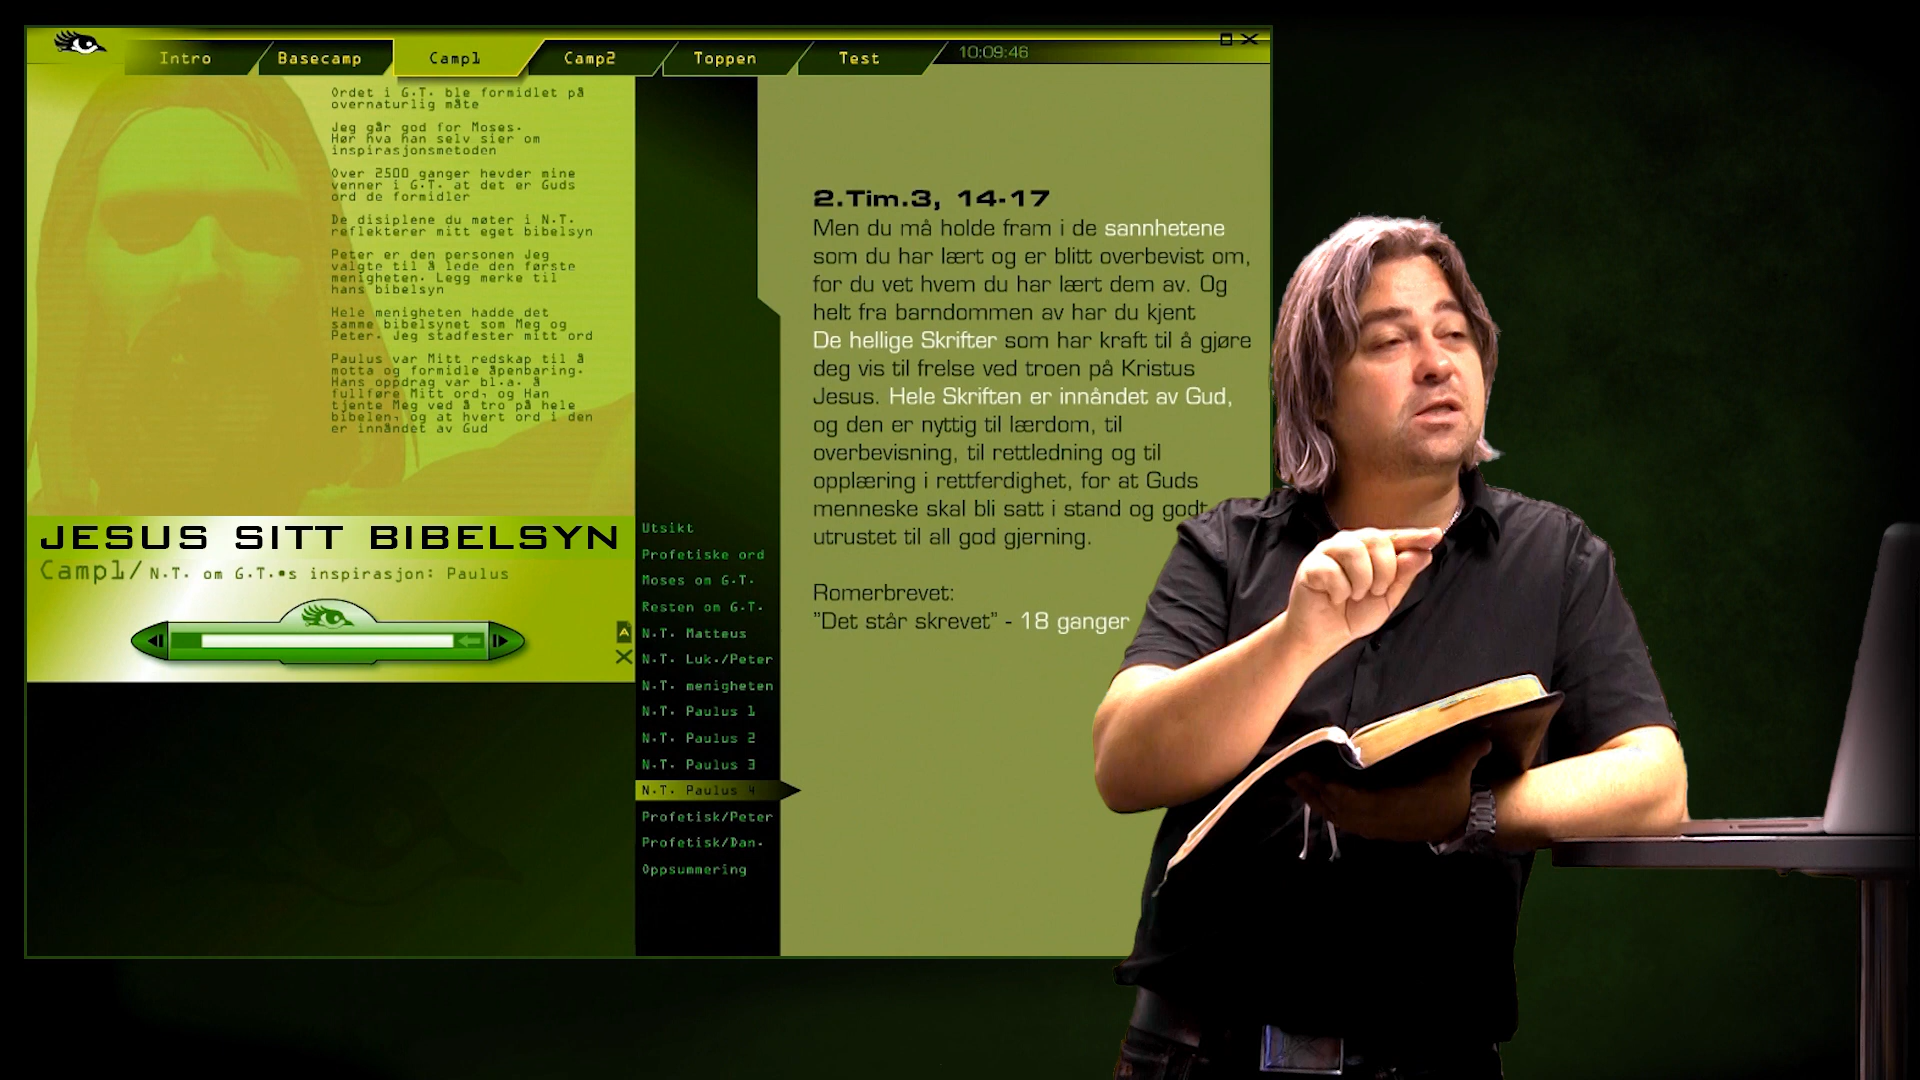 Intro
Basecamp
Camp1
Camp2
Toppen
Test
10:09:46
Ordet i G.T. ble formidlet på
overnaturlig måte
Jeg går god for Moses.
Hør hva han selv sier om
inspirasjonsmetoden
Over 2500 ganger hevder mine
venner i G.T. at det er Guds
ord de formidler
De disiplene du møter i N.T.
reflekterer mitt eget bibelsyn
Peter er den personen Jeg
valgte til å lede den første
menigheten. Legg merke til
hans bibelsyn
Hele menigheten hadde det
samme bibelsynet som Meg og
Peter. Jeg stadfester mitt ord
Paulus var Mitt redskap til å
motta og formidle åpenbaring.
Hans oppdrag var bl.a. å
fullføre Mitt ord, og Han
tjente Meg ved å tro på hele
bibelen, og at hvert ord i den
er innåndet av Gud
JESUS SITT BIBELSYN
Camp1/N.T. om G.T.•s inspirasjon: Paulus
A
Utsikt
Profetiske ord
Moses om G.T.
Resten om G.T.
N.T. Matteus
N.T. Luk./Peter
N.T. menigheten
N.T. Paulus 1
N.T. Paulus 2
N.T. Paulus 3
N.T. Paulus 4
Profetisk/Peter
Profetisk/Dan.
Oppsummering
2.Tim.3, 14-17
Men du må holde fram i de sannhetene
som du har lært og er blitt overbevist om,
for du vet hvem du har lært dem av. Og
helt fra barndommen av har du kjent
De hellige Skrifter som har kraft til å gjøre
deg vis til frelse ved troen på Kristus
Jesus. Hele Skriften er innåndet av Gud,
og den er nyttig til lærdom, til
overbevisning, til rettledning og til
opplæring i rettferdighet, for at Guds
menneske skal bli satt i stand og godt
utrustet til all god gjerning.
Romerbrevet:
”Det står skrevet” - 18 ganger